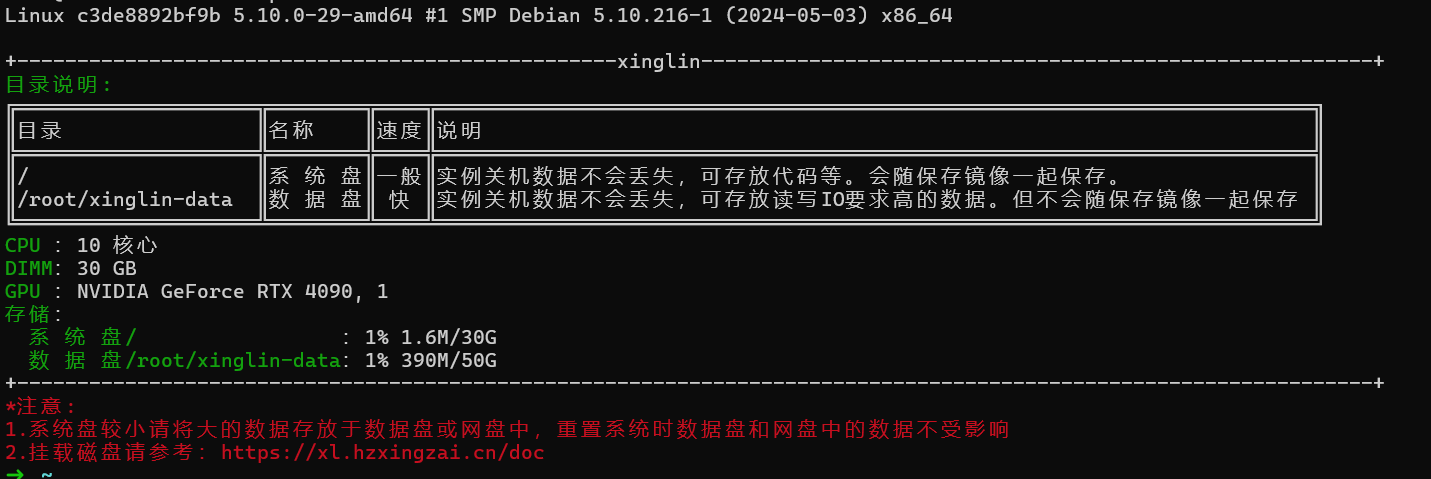 Linux c3de8892bf9b 5.10.0-29-amd64 #1 SMP Debian 5.10.216-1 (2024-05-03) x86_64
+--------------------------------------------------xinglin--------------------------------------------------------+
目录说明:
目录 名称 速度 说明
/ 系 统 盘 一般 实例关机数据不会丢失，可存放代码等。会随保存镜像一起保存。
/root/xinglin-data 数 据 盘 快 实例关机数据不会丢失，可存放读写IO要求高的数据。但不会随保存镜像一起保存
CPU : 10 核心
DIMM: 30 GB
GPU : NVIDIA GeForce RTX 4090, 1
存储:
系 统 盘/ : 1% 1.6M/30G
数 据 盘/root/xinglin-data: 1% 390M/50G
+-----------------------------------------------------------------------------------------------------------------+
*注意:
1.系统盘较小请将大的数据存放于数据盘或网盘中，重置系统时数据盘和网盘中的数据不受影响
2.挂载磁盘请参考: https://xl.hzxingzai.cn/doc
➜ ~